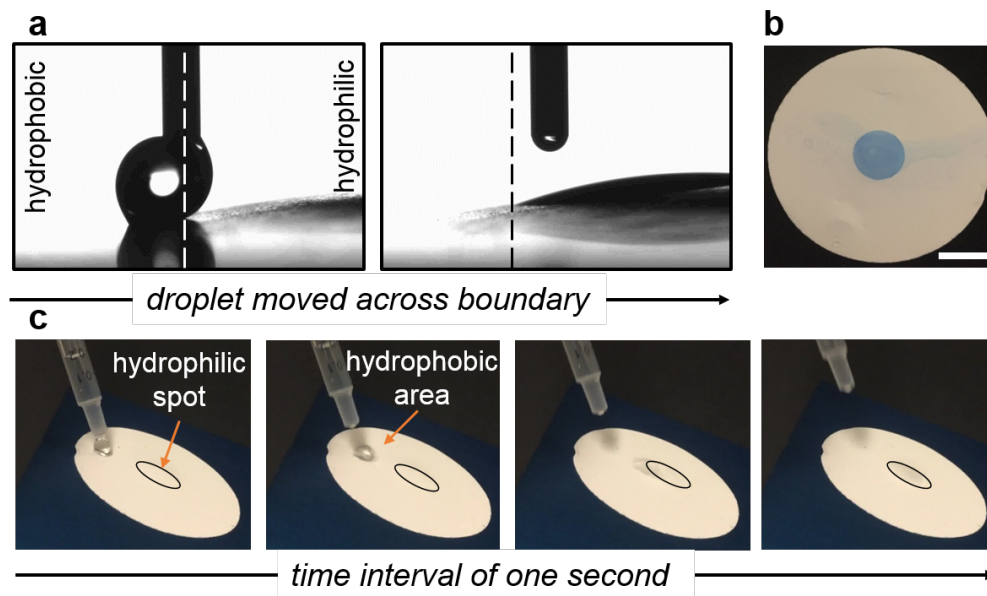 a
hydrophobic
hydrophilic
droplet moved across boundary
b
c
hydrophilic
spot
hydrophobic
area
time interval of one second